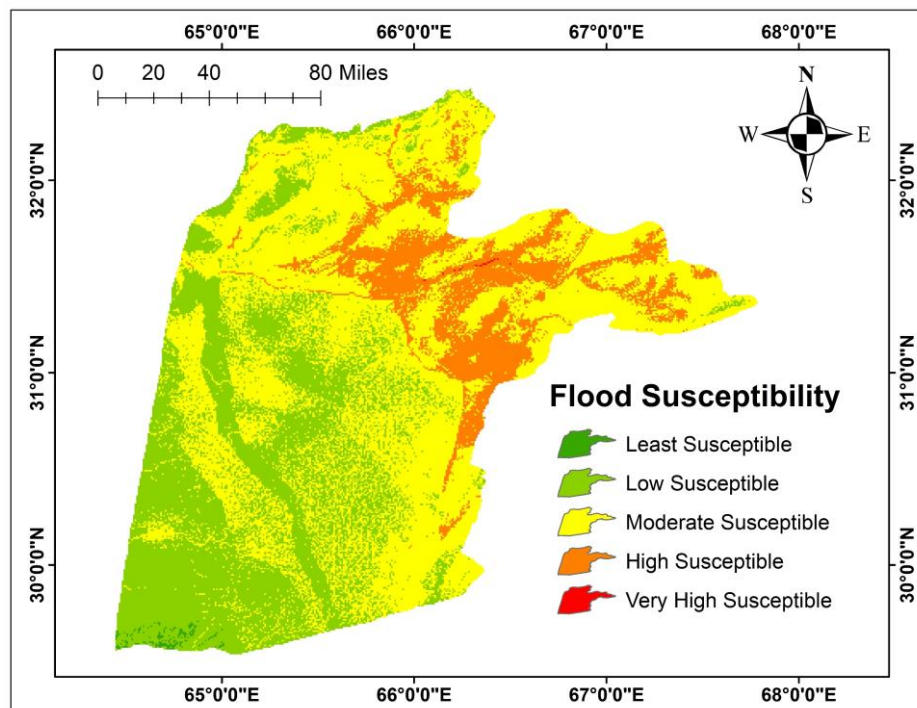 65°0'0"E 66°0'0"E 67°0'0"E 68°0'0"E
0 20 40 80 Miles
N
W E
S
32°0'0"N 32°0'0"N
31°0'0"N 31°0'0"N
Flood Susceptibility
Least Susceptible
Low Susceptible
Moderate Susceptible
High Susceptible
Very High Susceptible
30°0'0"N 30°0'0"N
65°0'0"E 66°0'0"E 67°0'0"E 68°0'0"E